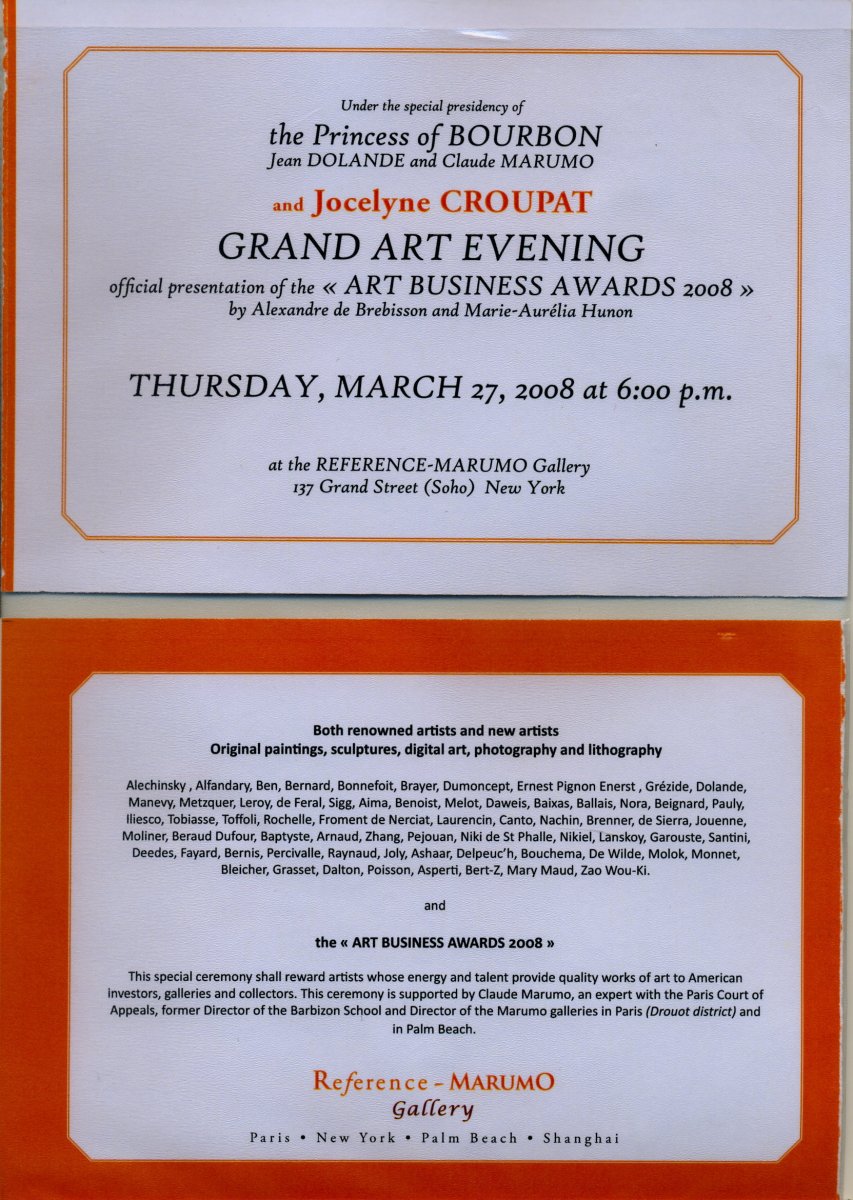 Under the special presidency of
the Princess of BOURBON
Jean DOLANDE and Claude MARUMO
and Jocelyne CROUPAT
GRAND ART EVENING
official presentation of the « ART BUSINESS AWARDS 2008 »
by Alexandre de Brebisson and Marie-Aurélia Hunon
THURSDAY, MARCH 27, 2008 at 6:00 p.m.
at the REFERENCE-MARUMO Gallery
137 Grand Street (Soho) New York
Both renowned artists and new artists
Original paintings, sculptures, digital art, photography and lithography
Alechinsky , Alfandary, Ben, Bernard, Bonnefoit, Brayer, Dumoncept, Ernest Pignon Enerst , Grézide, Dolande,
Manevy, Metzquer, Leroy, de Feral, Sigg, Aima, Benoist, Melot, Daweis, Baixas, Ballais, Nora, Beignard, Pauly,
Iliesco, Tobiasse, Toffoli, Rochelle, Froment de Nerciat, Laurencin, Canto, Nachin, Brenner, de Sierra, Jouenne,
Moliner, Beraud Dufour, Baptyste, Arnaud, Zhang, Pejouan, Niki de St Phalle, Nikiel, Lanskoy, Garouste, Santini,
Deedes, Fayard, Bernis, Percivalle, Raynaud, Joly, Ashaar, Delpeuc'h, Bouchema, De Wilde, Molok, Monnet,
Bleicher, Grasset, Dalton, Poisson, Asperti, Bert-Z, Mary Maud, Zao Wou-Ki.
and
the « ART BUSINESS AWARDS 2008 »
This special ceremony shall reward artists whose energy and talent provide quality works of art to American
investors, galleries and collectors. This ceremony is supported by Claude Marumo, an expert with the Paris Court of
Appeals, former Director of the Barbizon School and Director of the Marumo galleries in Paris (Drouot district) and
in Palm Beach.
Reference - MARUMO
Gallery
Paris • New York • Palm Beach • Shanghai